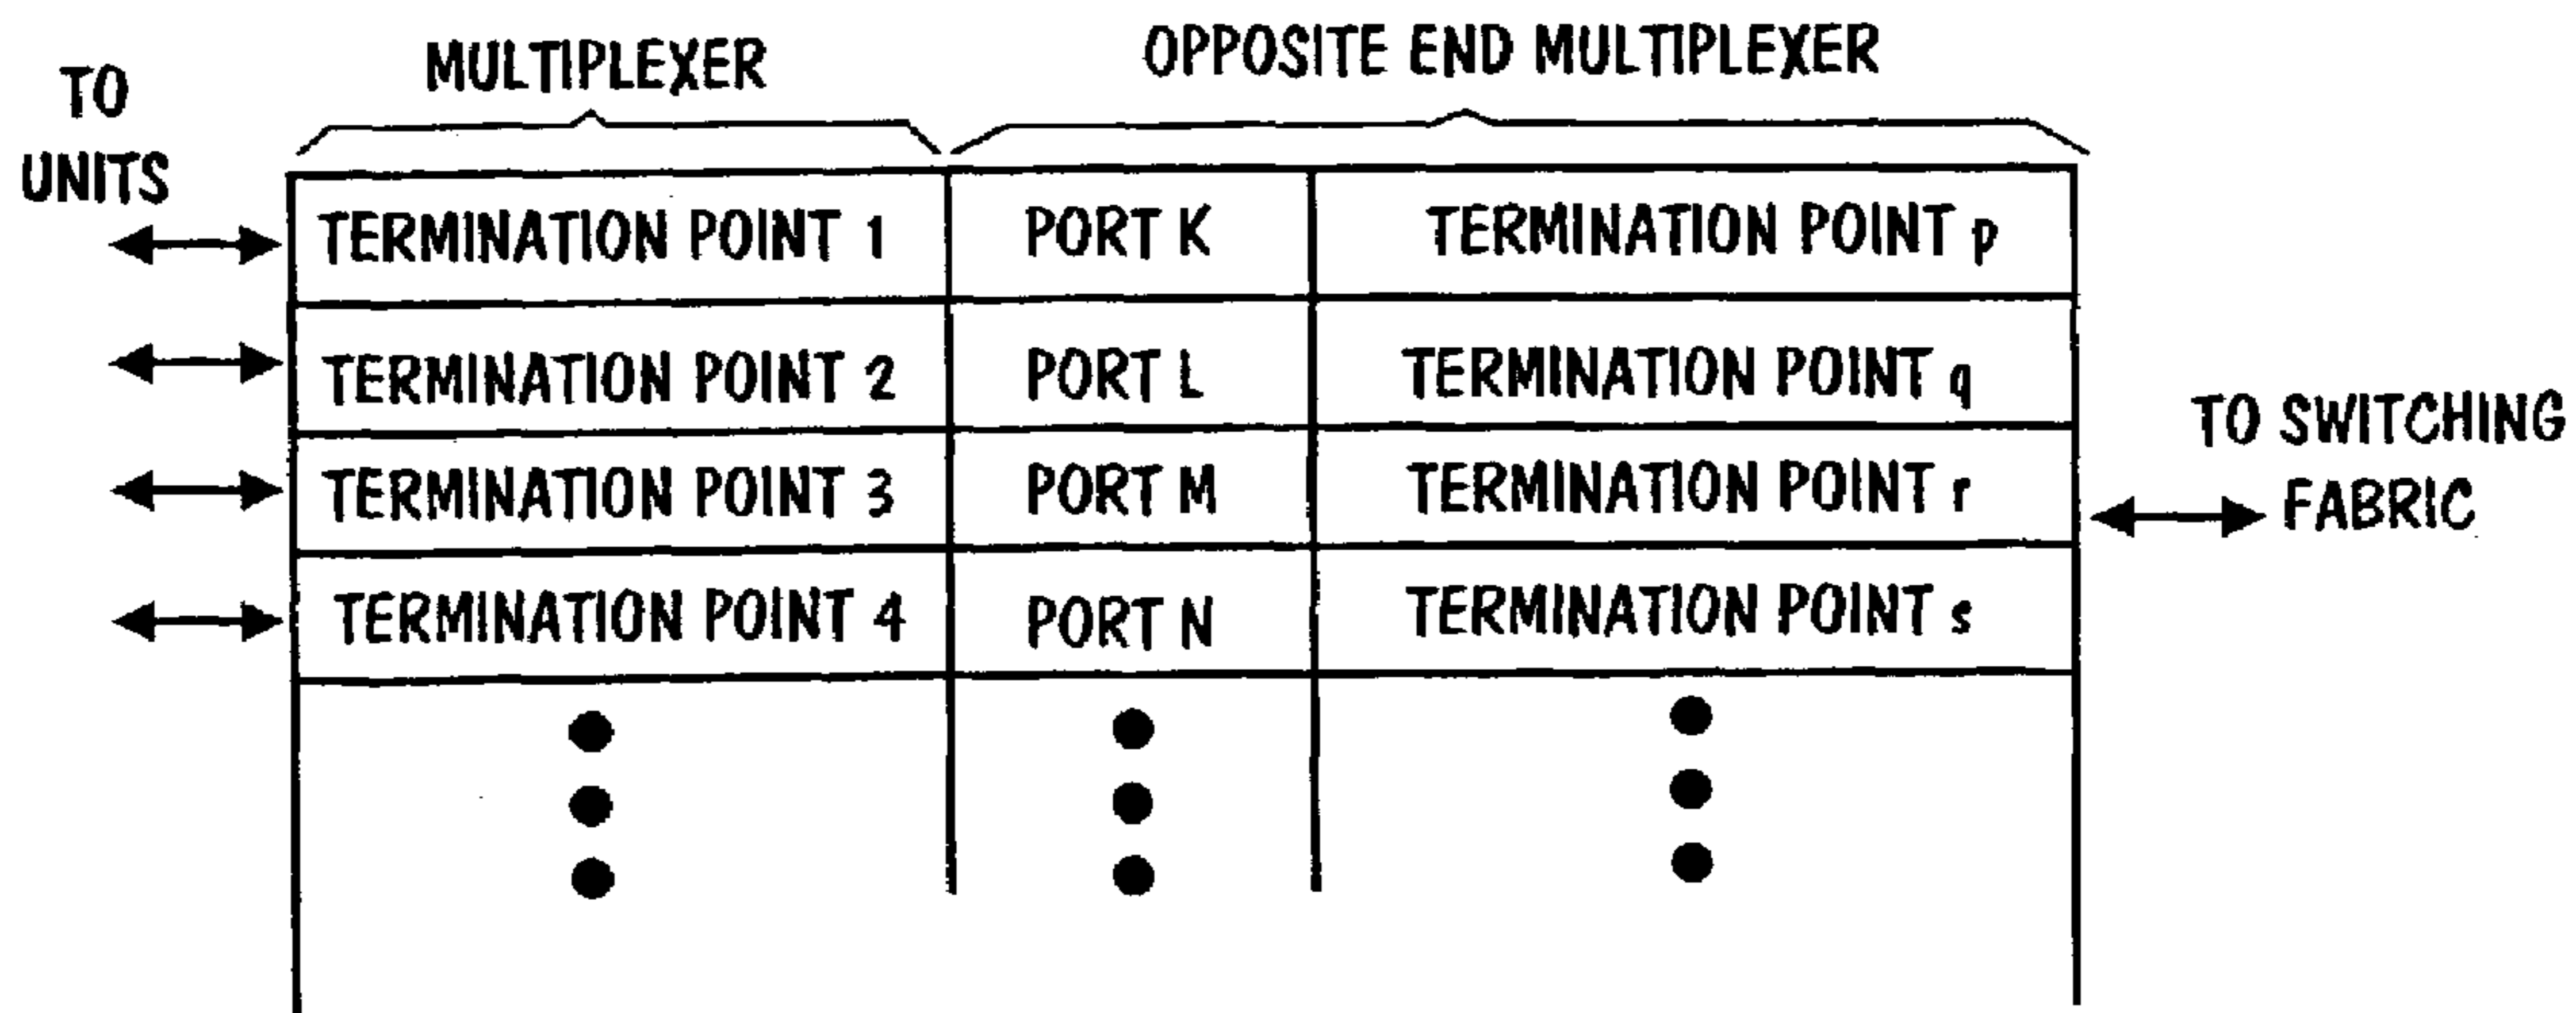 TO
UNITS
MULTIPLEXER
OPPOSITE END MULTIPLEXER
TERMINATION POINT 1 PORT K TERMINATION POINT p
TERMINATION POINT 2 PORT L TERMINATION POINT q
TERMINATION POINT 3 PORT M TERMINATION POINT r
TERMINATION POINT 4 PORT N TERMINATION POINT s
TO SWITCHING
FABRIC